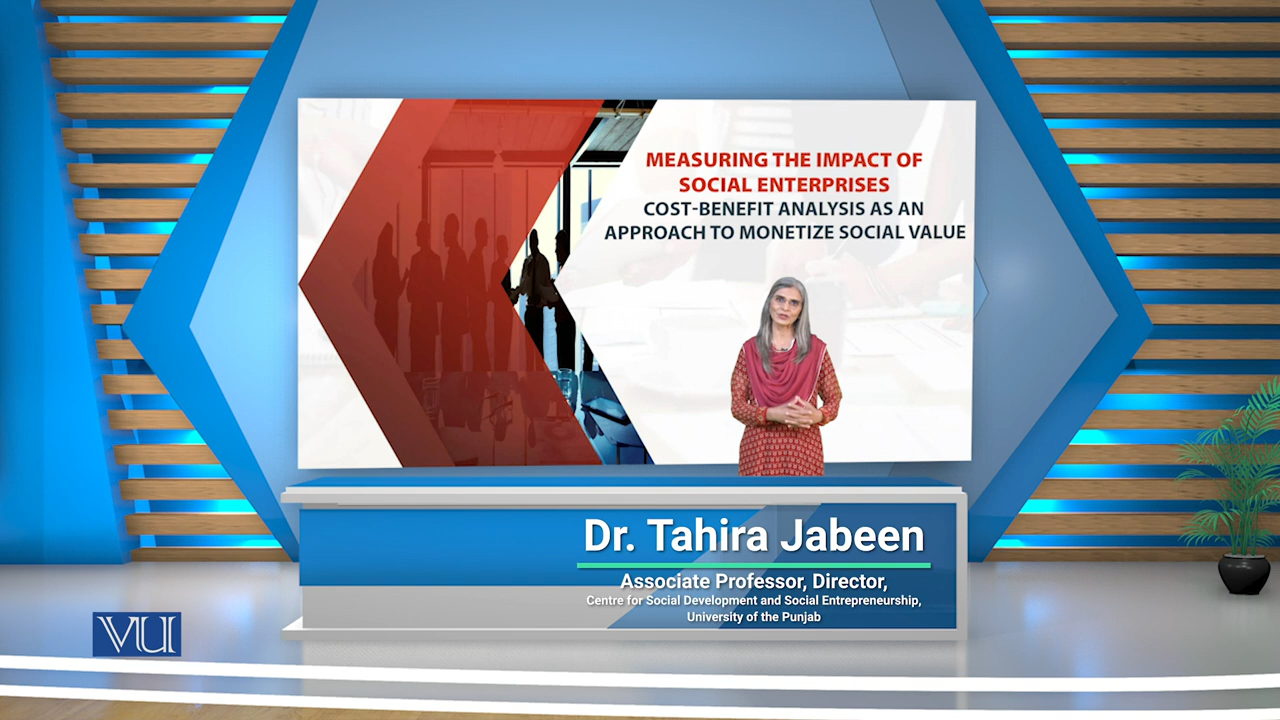 MEASURING THE IMPACT OF
SOCIAL ENTERPRISES
COST-BENEFIT ANALYSIS AS AN
APPROACH TO MONETIZE SOCIAL VALUE
Dr. Tahira Jabeen
Associate Professor, Director,
Centre for Social Development and Social Entrepreneurship,
University of the Punjab
VU